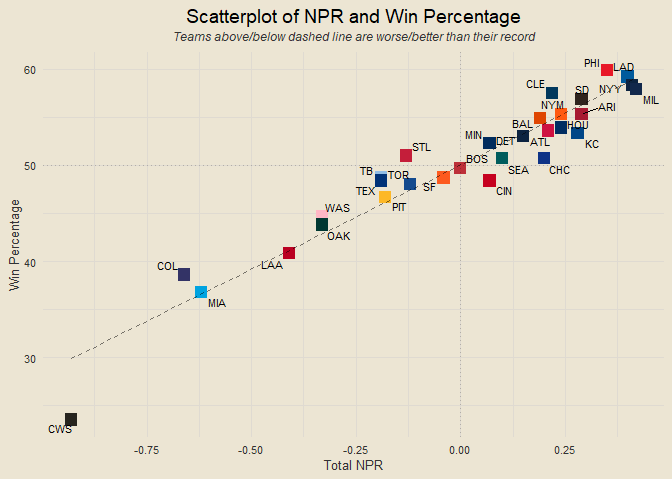 Scatterplot of NPR and Win Percentage
Teams above/below dashed line are worse/better than their record
60
50
40
30
Win Percentage
PHI
LAD
CLE
SD
NYY
MIL
NYM
ARI
BAL
HOU
MIN
DET
ATL
KC
STL
BOS
SEA
CHC
TB
TOR
TEX
SF
CIN
PIT
WAS
OAK
COL
LAA
MIA
CWS
-0.75
-0.50
-0.25
0.00
0.25
Total NPR